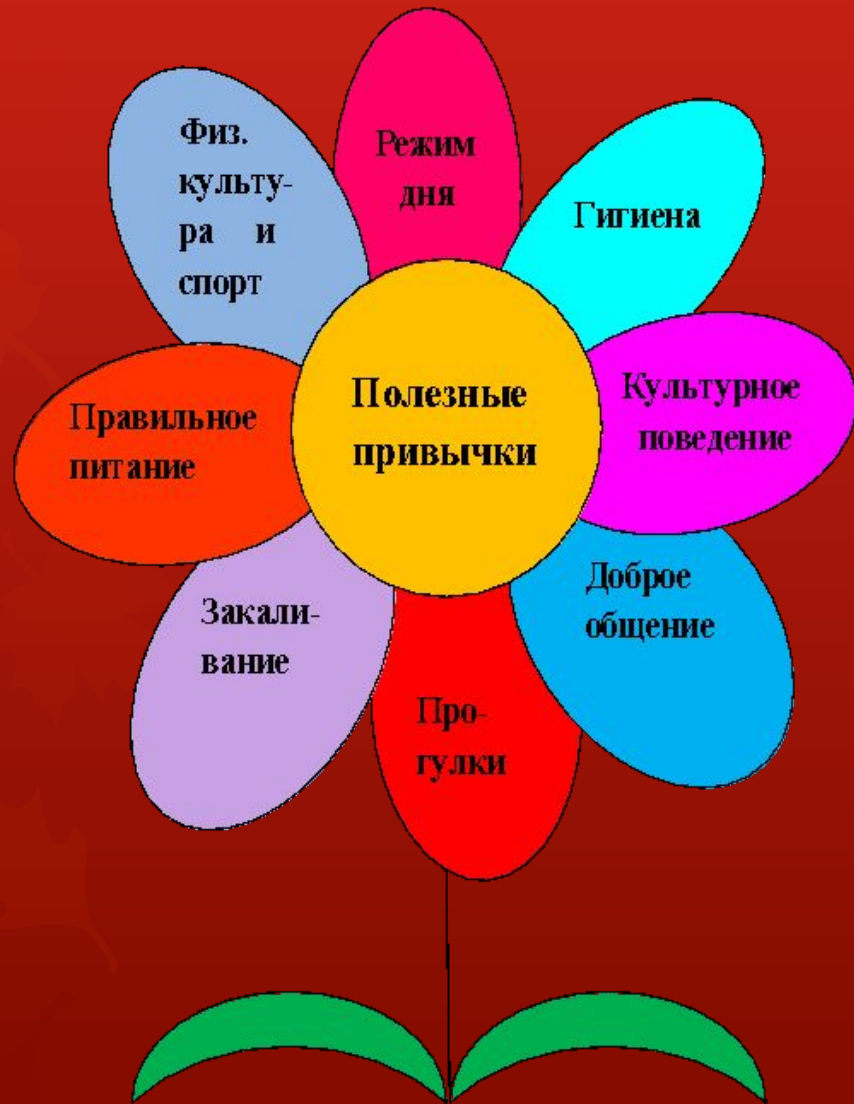 Физ.
культу-
ра и
спорт
Режим
дня
Гигиена
Правильное
питание
Полезные
привычки
Культурное
поведение
Закали-
вание
Доброе
общение
Про-
гулки